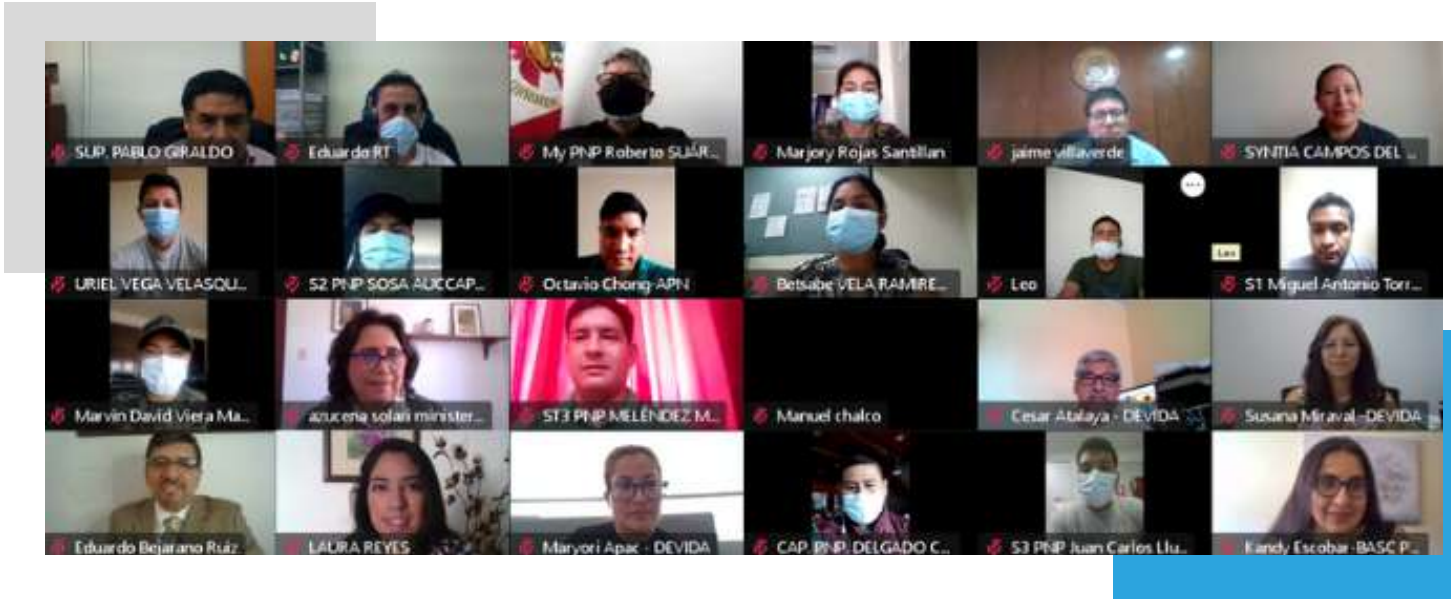 SUP. PABLO GIRALDO
Eduardo RT
My PNP Roberto SUÁR...
Marjory Rojas Santillan
jaime villaverde
SYNTIA CAMPOS DEL ...
URIEL VEGA VELASQU...
S2 PNP SOSA AUCCAP...
Octavio Chong-APN
Betsabe VELA RAMIRE...
Leo
Leo
S1 Miguel Antonio Torr...
Marvin David Viera Ma...
azucena solari minister...
ST3 PNP MELÉNDEZ M...
Manuel chalco
Cesar Atalaya - DEVIDA
Susana Miraval -DEVIDA
Eduardo Bejarano Ruiz
LAURA REYES
Maryori Apac - DEVIDA
CAP. PNP. DELGADO C...
S3 PNP Juan Carlos Llu...
Kandy Escobar-BASC P...